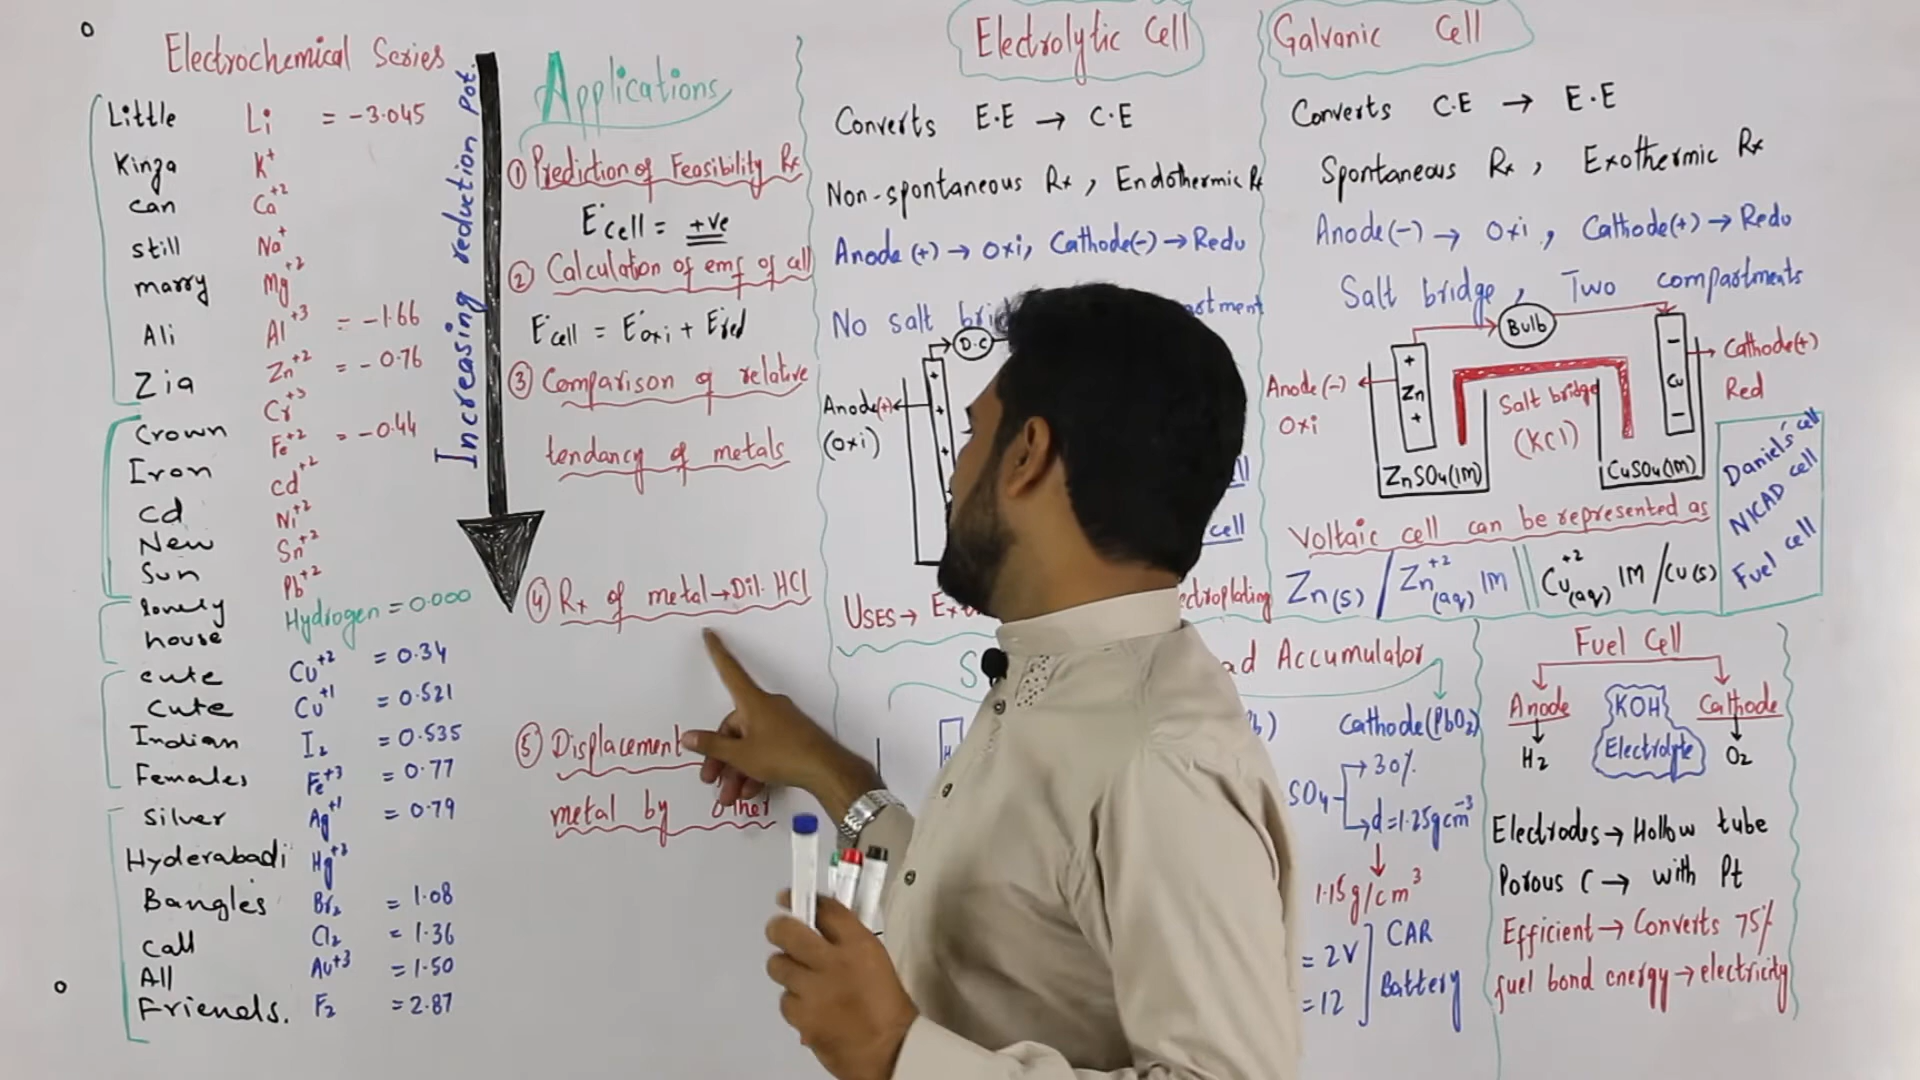 Electrochemical Series
Little Li = -3.045
Kinza K+
can Ca+2
still Na+
marry Mg+2
Ali Al+3 = -1.66
Zia Zn+2 = -0.76
Cr+3
Crown Fe+2 = -0.44
Iron Cd+2
Cd Ni+2
New Sn+2
Sun Pb+2
lonely Hydrogen = 0.000
house
cute Cu+2 = 0.34
Cute Cu+1 = 0.521
Indian I2 = 0.535
Females Fe+3 = 0.77
Silver Ag+1 = 0.79
Hyderabadi Hg+3
Bangles Br2 = 1.08
Call Cl2 = 1.36
All Au+3 = 1.50
Friends. F2 = 2.87
Increasing reduction pot.
Applications
① Prediction of Feasibility Rx
E°cell = +ve
② Calculation of emf of cell
E°cell = E°oxi + E°red
③ Comparison of relative
tendancy of metals
④ Rx of metal → Dil. HCl
⑤ Displacement
metal by other
Electrolytic Cell
Converts E.E → C.E
Non-spontaneous Rx, Endothermic Rx
Anode (+) → Oxi, Cathode(-) → Redu
No salt
D.C
Anode(+)
(Oxi)
+
+
+
cell
USES →
ectroplating
Galvanic Cell
Converts C.E → E.E
Spontaneous Rx, Exothermic Rx
Anode(-) → Oxi, Cathode(+) → Redu
Salt bridge, Two compartments
Bulb
Anode(-)
Oxi
+
Zn
+
Salt bridge
(KCl)
-
Cu
-
Cathode(+)
Red
ZnSO4(1M)
CuSO4(1M)
Daniels' cell
NICAD cell
Fuel cell
Voltaic cell can be represented as
Zn(s) / Zn+2(aq) 1M || Cu+2(aq) 1M / Cu(s)
ad Accumulator
Cathode(PbO2)
SO4
→ 30%
→ d=1.25gcm-3
1.15g/cm3
= 2V
= 12
CAR
Battery
Fuel Cell
Anode
H2
KOH
Electrolyte
Cathode
O2
Electrodes → Hollow tube
Porous C → with Pt
Efficient → Converts 75%
fuel bond energy → electricity